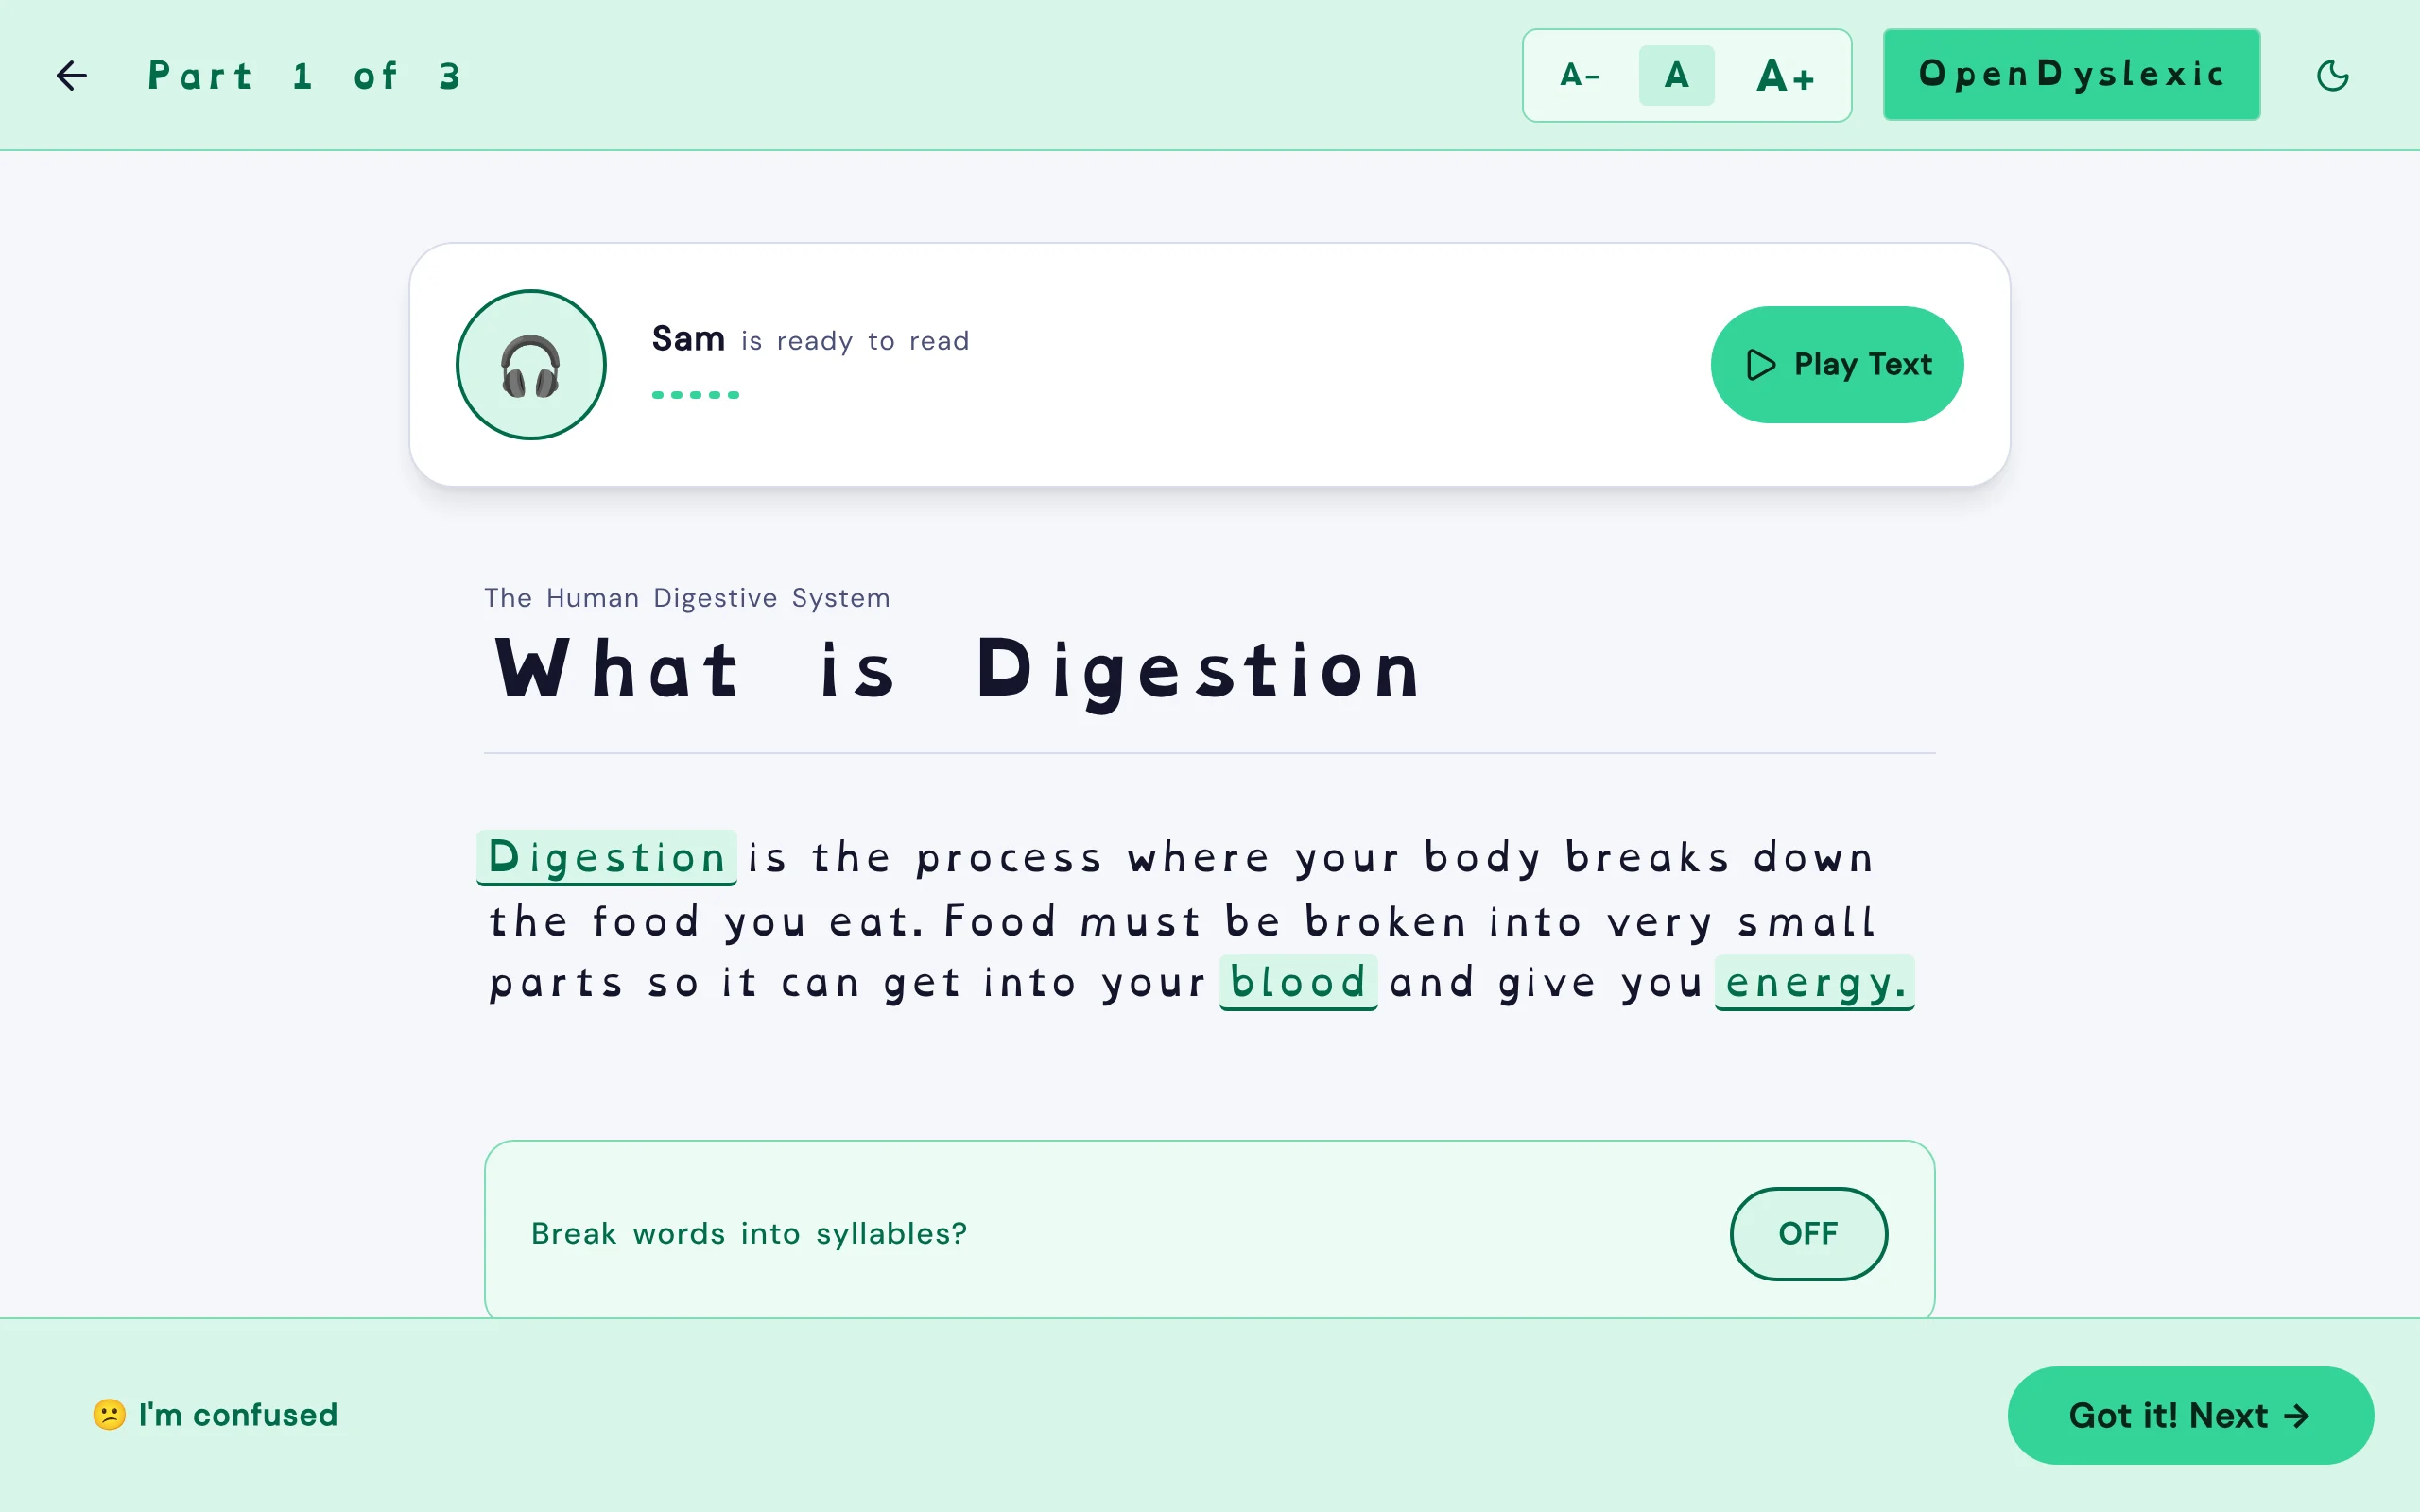 Part 1 of 3
A- A A+
OpenDyslexic
Sam is ready to read
Play Text
The Human Digestive System
What is Digestion
Digestion is the process where your body breaks down
the food you eat. Food must be broken into very small
parts so it can get into your blood and give you energy.
Break words into syllables?
OFF
I'm confused
Got it! Next →